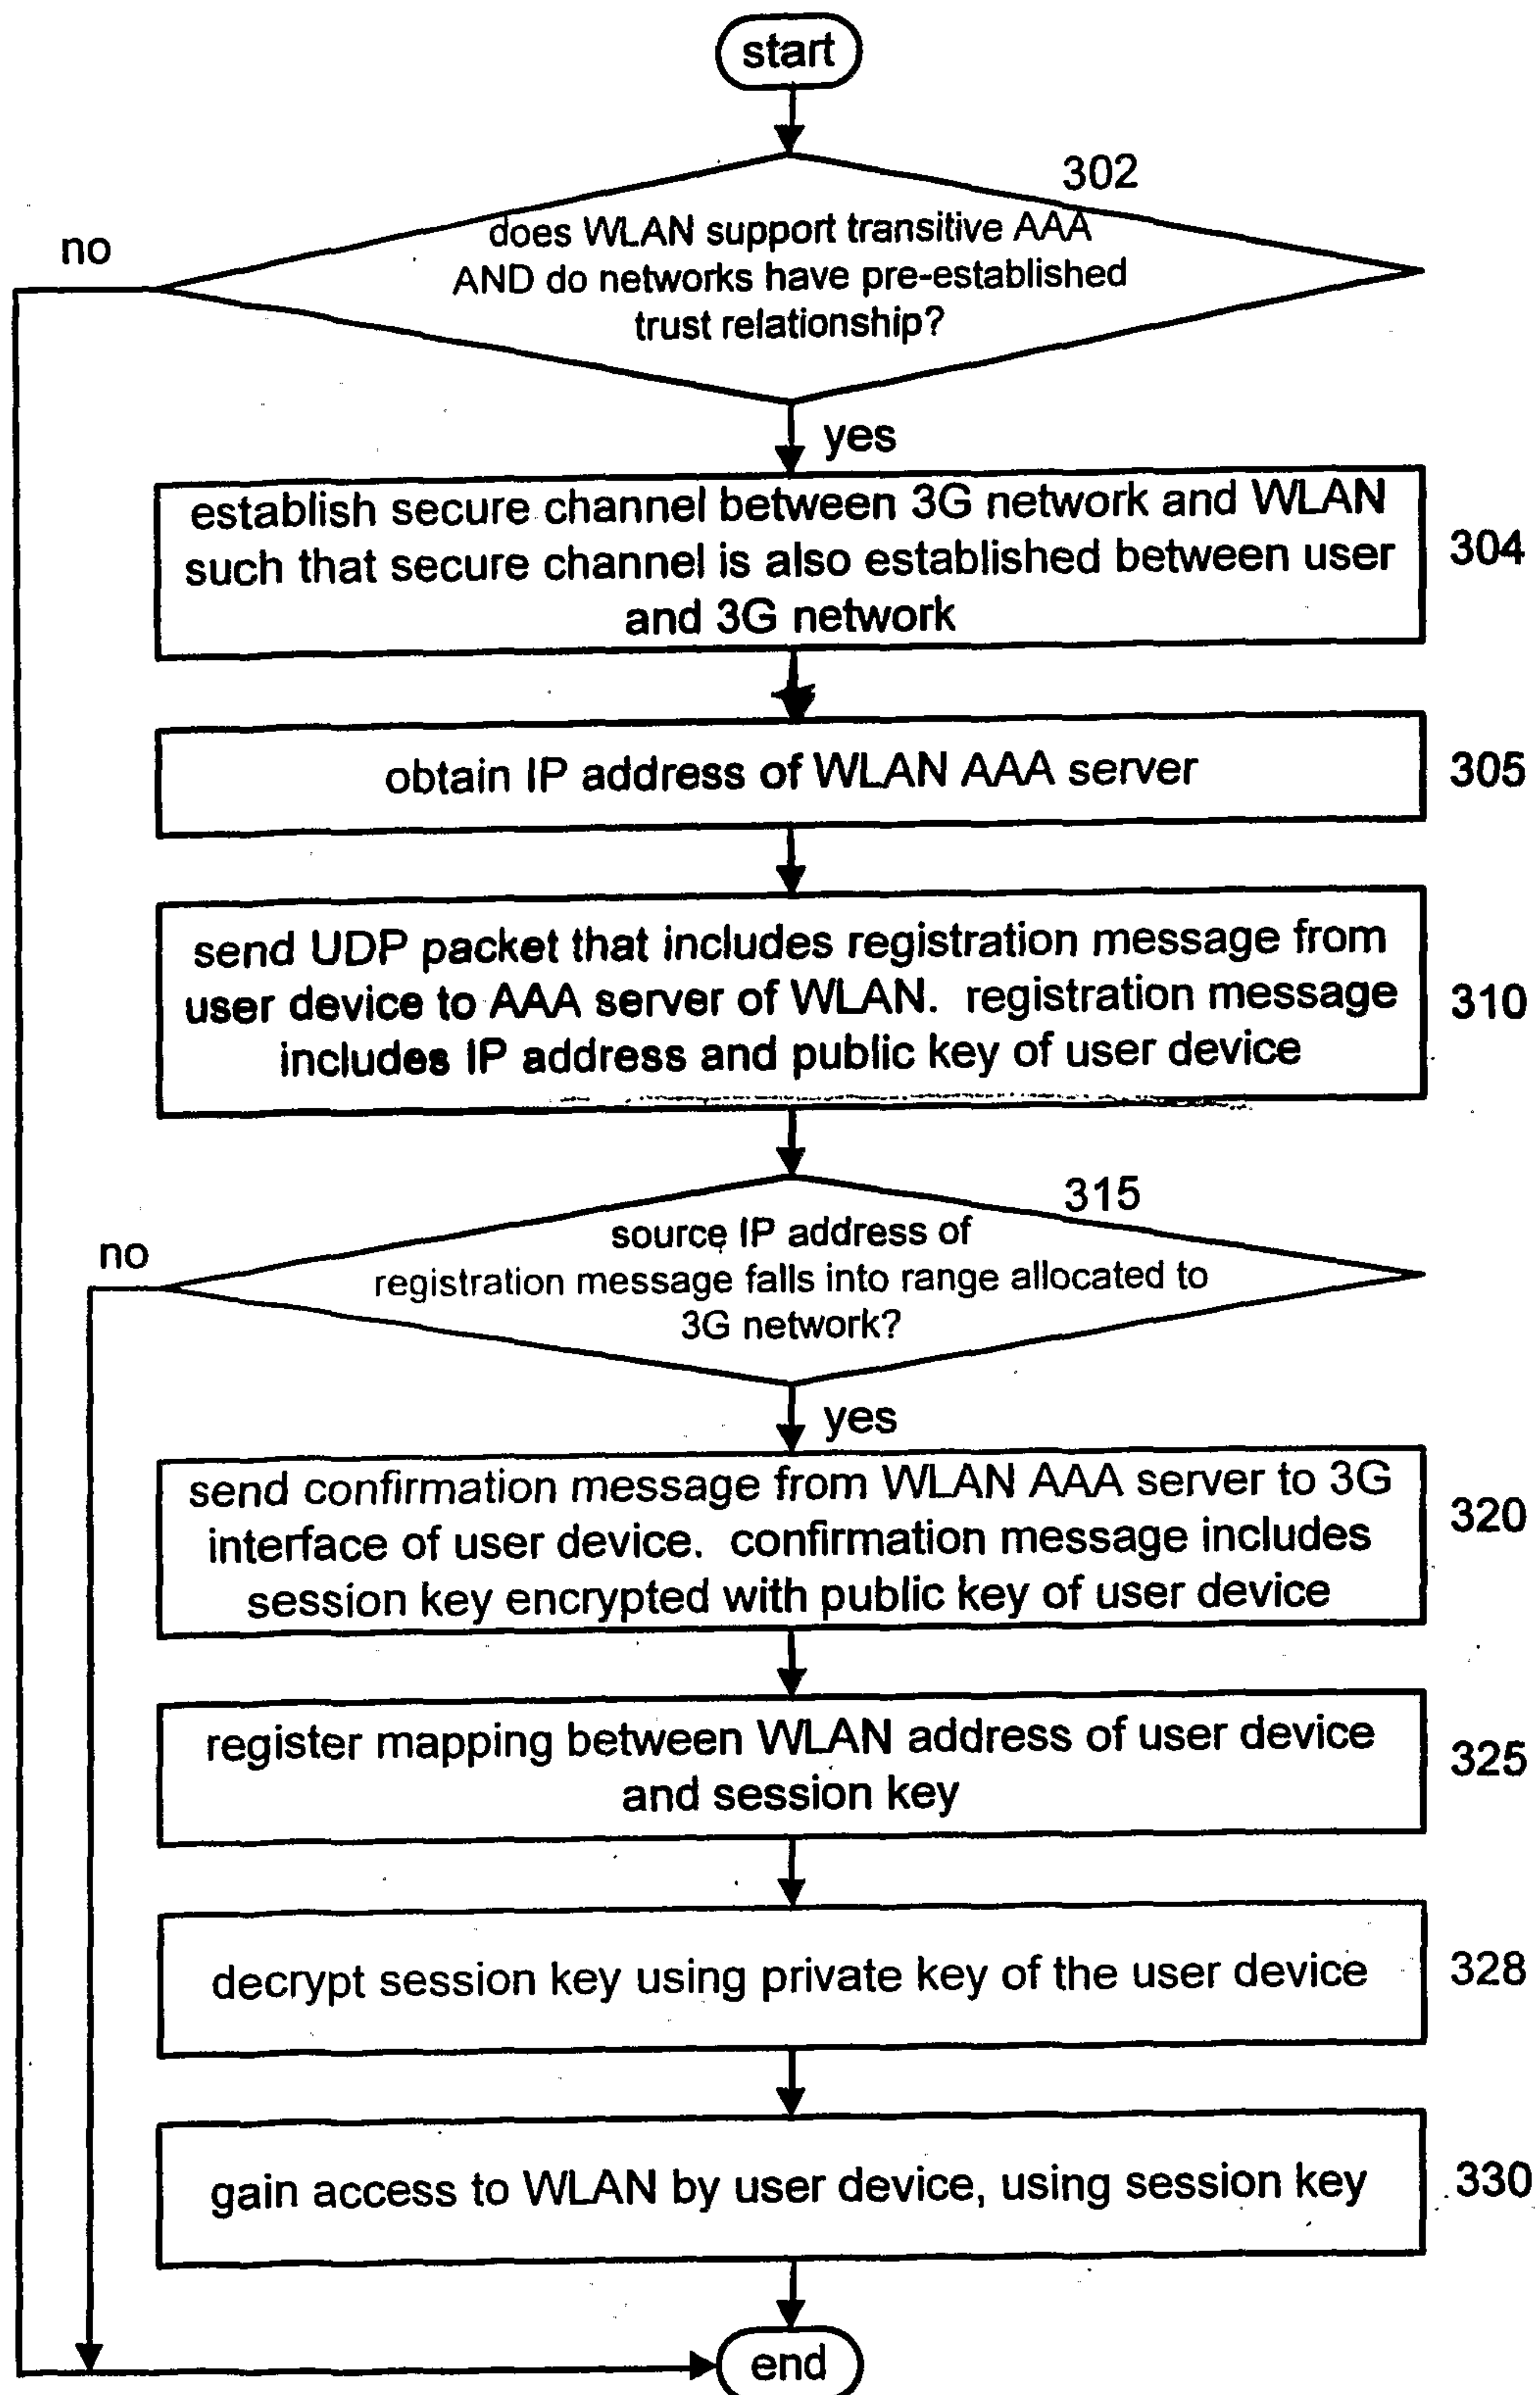 start
302
does WLAN support transitive AAA
AND do networks have pre-established
trust relationship?
no
yes
establish secure channel between 3G network and WLAN
such that secure channel is also established between user
and 3G network
304
obtain IP address of WLAN AAA server
305
send UDP packet that includes registration message from
user device to AAA server of WLAN. registration message
includes IP address and public key of user device
310
315
source IP address of
registration message falls into range allocated to
3G network?
no
yes
send confirmation message from WLAN AAA server to 3G
interface of user device. confirmation message includes
session key encrypted with public key of user device
320
register mapping between WLAN address of user device
and session key
325
decrypt session key using private key of the user device
328
gain access to WLAN by user device, using session key
330
end